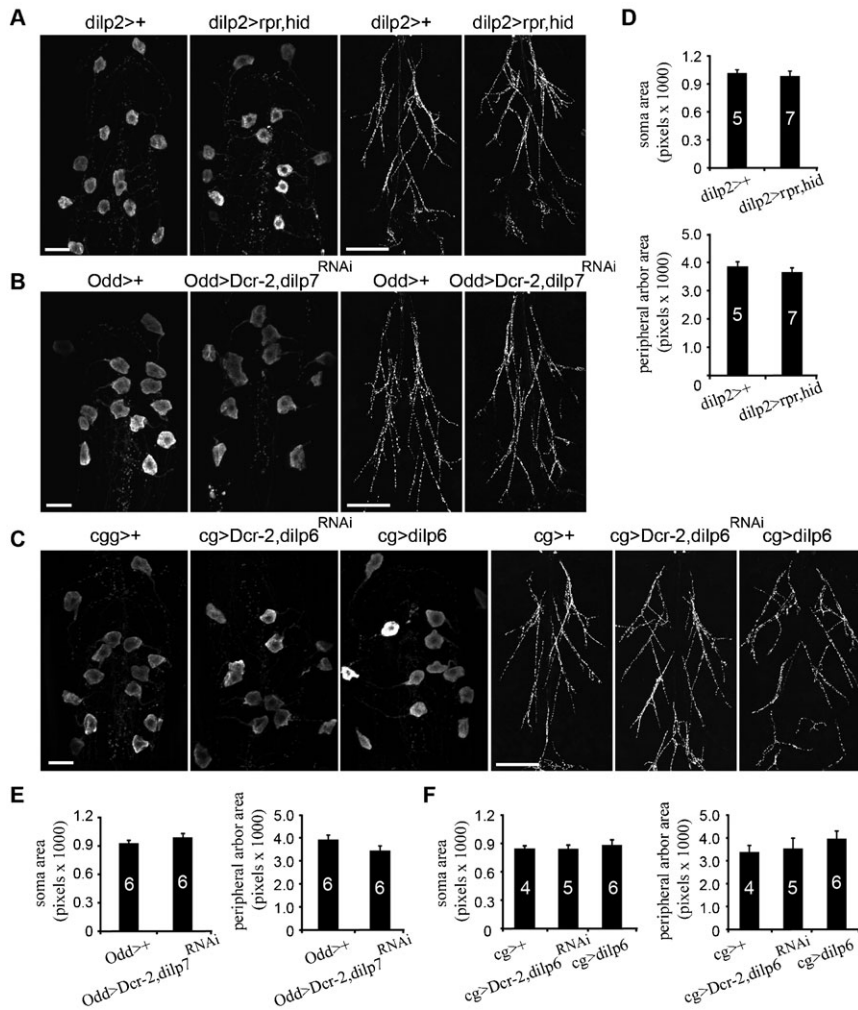 A
dilp2>+ dilp2>rpr,hid dilp2>+ dilp2>rpr,hid
B
Odd>+ Odd>Dcr-2,dilp7RNAi Odd>+ Odd>Dcr-2,dilp7RNAi
C
cgg>+ cg>Dcr-2,dilp6RNAi cg>dilp6 cg>+ cg>Dcr-2,dilp6RNAi cg>dilp6
D
soma area
(pixels x 1000)
1.2
0.9
0.6
0.3
0
5 7
dilp2>+ dilp2>rpr,hid
peripheral arbor area
(pixels x 1000)
5.0
4.0
3.0
2.0
1.0
0
5 7
dilp2>+ dilp2>rpr,hid
E
soma area
(pixels x 1000)
1.2
0.9
0.6
0.3
0
6 6
Odd>+ Odd>Dcr-2,dilp7RNAi
peripheral arbor area
(pixels x 1000)
5.0
4.0
3.0
2.0
1.0
0
6 6
Odd>+ Odd>Dcr-2,dilp7RNAi
F
soma area
(pixels x 1000)
1.2
0.9
0.6
0.3
0
4 5 6
cg>+ cg>Dcr-2,dilp6RNAi cg>dilp6
peripheral arbor area
(pixels x 1000)
5.0
4.0
3.0
2.0
1.0
0
4 5 6
cg>+ cg>Dcr-2,dilp6RNAi cg>dilp6